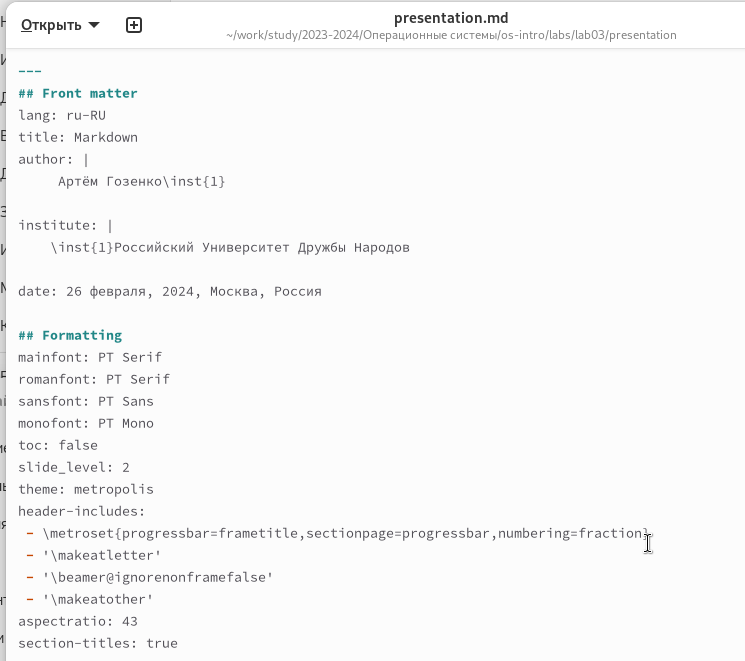 Открыть
presentation.md
~/work/study/2023-2024/Операционные системы/os-intro/labs/lab03/presentation
---
## Front matter
lang: ru-RU
title: Markdown
author: |
Артём Гозенко\inst{1}
institute: |
\inst{1}Российский Университет Дружбы Народов
date: 26 февраля, 2024, Москва, Россия
## Formatting
mainfont: PT Serif
romanfont: PT Serif
sansfont: PT Sans
monofont: PT Mono
toc: false
slide_level: 2
theme: metropolis
header-includes:
- \metroset{progressbar=frametitle,sectionpage=progressbar,numbering=fraction}
- '\makeatletter'
- '\beamer@ignorenonframefalse'
- '\makeatother'
aspectratio: 43
section-titles: true